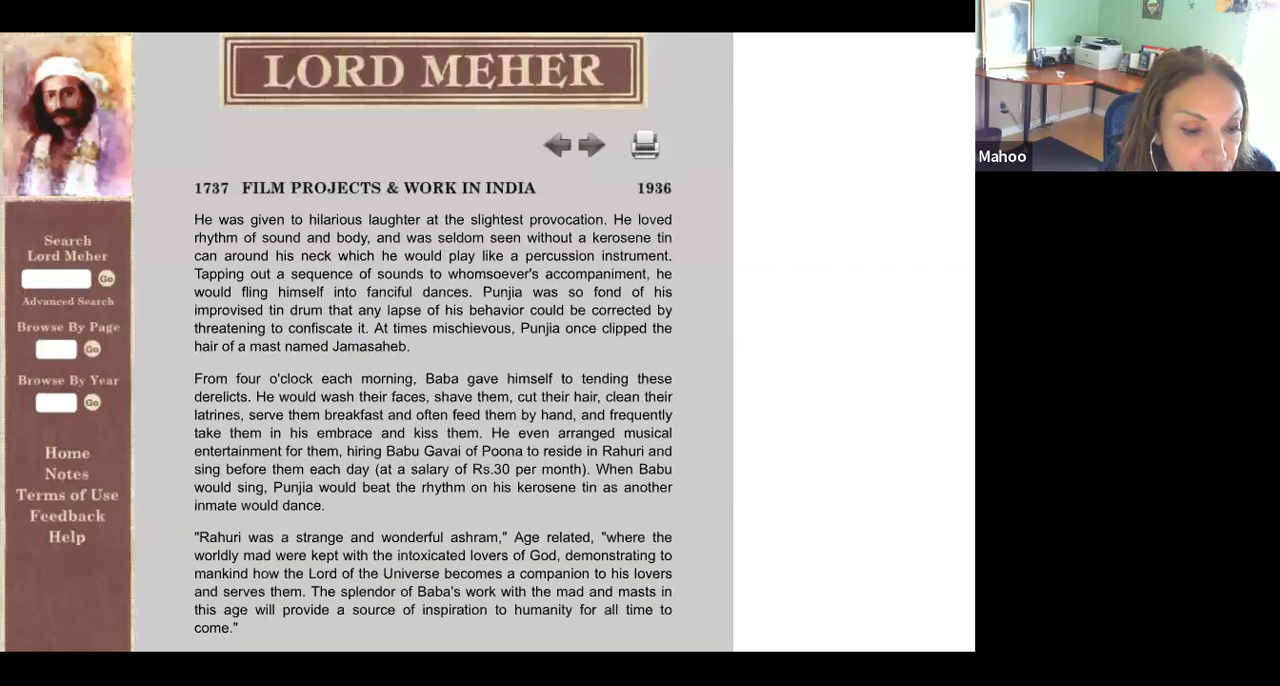 LORD MEHER
Mahoo
1737 FILM PROJECTS & WORK IN INDIA 1936
He was given to hilarious laughter at the slightest provocation. He loved
rhythm of sound and body, and was seldom seen without a kerosene tin
can around his neck which he would play like a percussion instrument.
Tapping out a sequence of sounds to whomsoever's accompaniment, he
would fling himself into fanciful dances. Punjia was so fond of his
improvised tin drum that any lapse of his behavior could be corrected by
threatening to confiscate it. At times mischievous, Punjia once clipped the
hair of a mast named Jamasaheb.
From four o'clock each morning, Baba gave himself to tending these
derelicts. He would wash their faces, shave them, cut their hair, clean their
latrines, serve them breakfast and often feed them by hand, and frequently
take them in his embrace and kiss them. He even arranged musical
entertainment for them, hiring Babu Gavai of Poona to reside in Rahuri and
sing before them each day (at a salary of Rs.30 per month). When Babu
would sing, Punjia would beat the rhythm on his kerosene tin as another
inmate would dance.
"Rahuri was a strange and wonderful ashram," Age related, "where the
worldly mad were kept with the intoxicated lovers of God, demonstrating to
mankind how the Lord of the Universe becomes a companion to his lovers
and serves them. The splendor of Baba's work with the mad and masts in
this age will provide a source of inspiration to humanity for all time to
come."
Search
Lord Meher
Go
Advanced Search
Browse By Page
Go
Browse By Year
Go
Home
Notes
Terms of Use
Feedback
Help